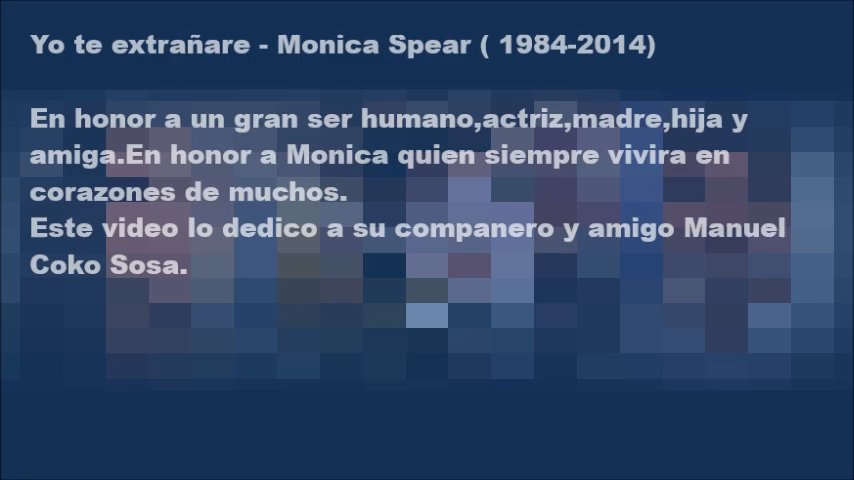 Yo te extrañare - Monica Spear ( 1984-2014)
En honor a un gran ser humano,actriz,madre,hija y
amiga.En honor a Monica quien siempre vivira en
corazones de muchos.
Este video lo dedico a su companero y amigo Manuel
Coko Sosa.